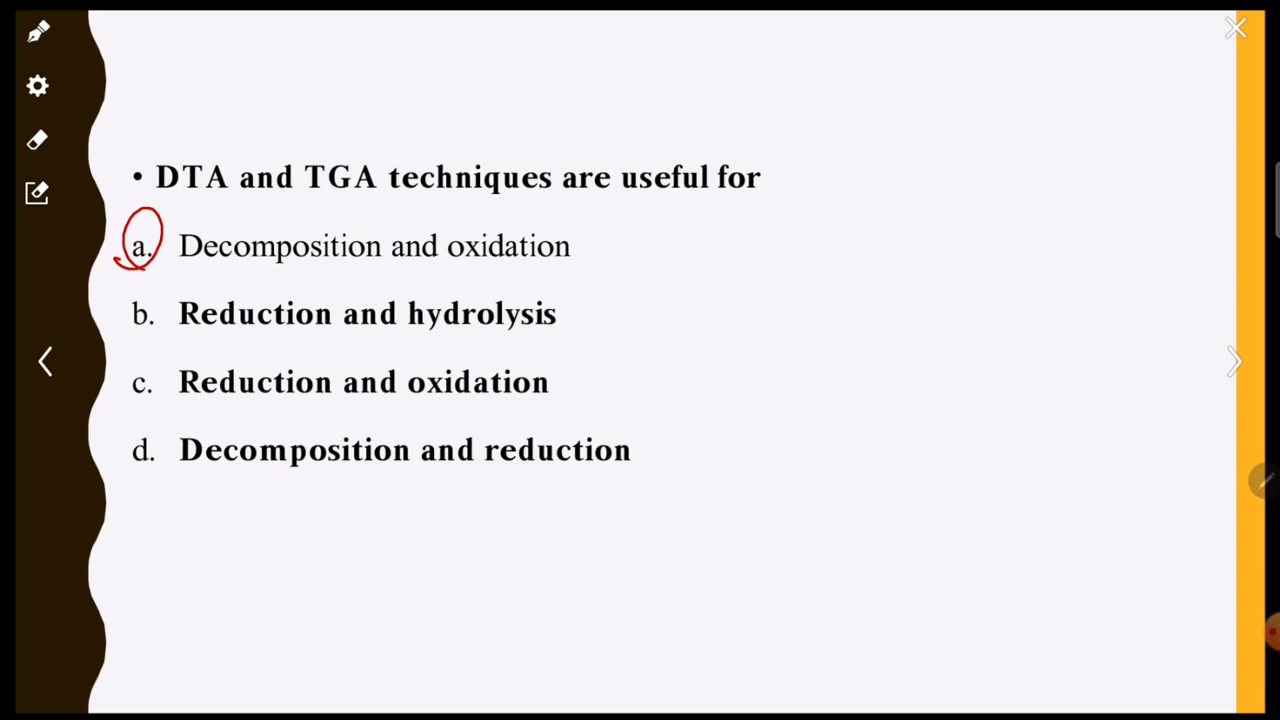 • DTA and TGA techniques are useful for
a. Decomposition and oxidation
b. Reduction and hydrolysis
c. Reduction and oxidation
d. Decomposition and reduction